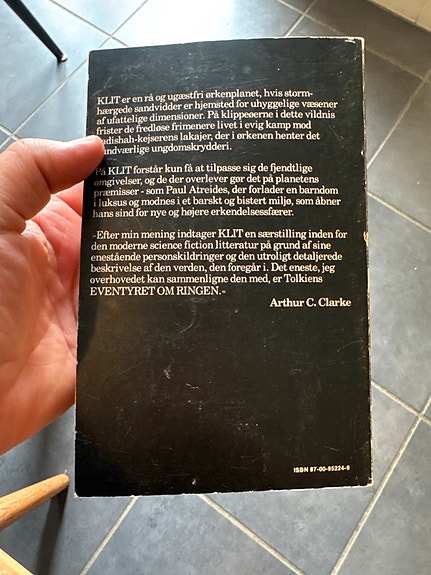 KLIT er en rå og ugæstfri ørkenplanet, hvis storm-
hærgede sandvidder er hjemsted for uhyggelige væsener
af ufattelige dimensioner. På klippeøerne i dette vildnis
frister de fredløse frimenere livet i evig kamp mod
adishah-kejserens lakajer, der i ørkenen henter det
andværlige ungdomskrydderi.
På KLIT forstår kun få at tilpasse sig de fjendtlige
omgivelser, og de der overlever gør det på planetens
præmisser - som Paul Atreides, der forlader en barndom
i luksus og modnes i et barskt og bistert miljø, som åbner
hans sind for nye og højere erkendelsessfærer.
»Efter min mening indtager KLIT en særstilling inden for
den moderne science fiction litteratur på grund af sine
enestående personskildringer og den utroligt detaljerede
beskrivelse af den verden, den foregår i. Det eneste, jeg
overhovedet kan sammenligne den med, er Tolkiens
EVENTYRET OM RINGEN.«
Arthur C. Clarke
ISBN 87-00-95224-9